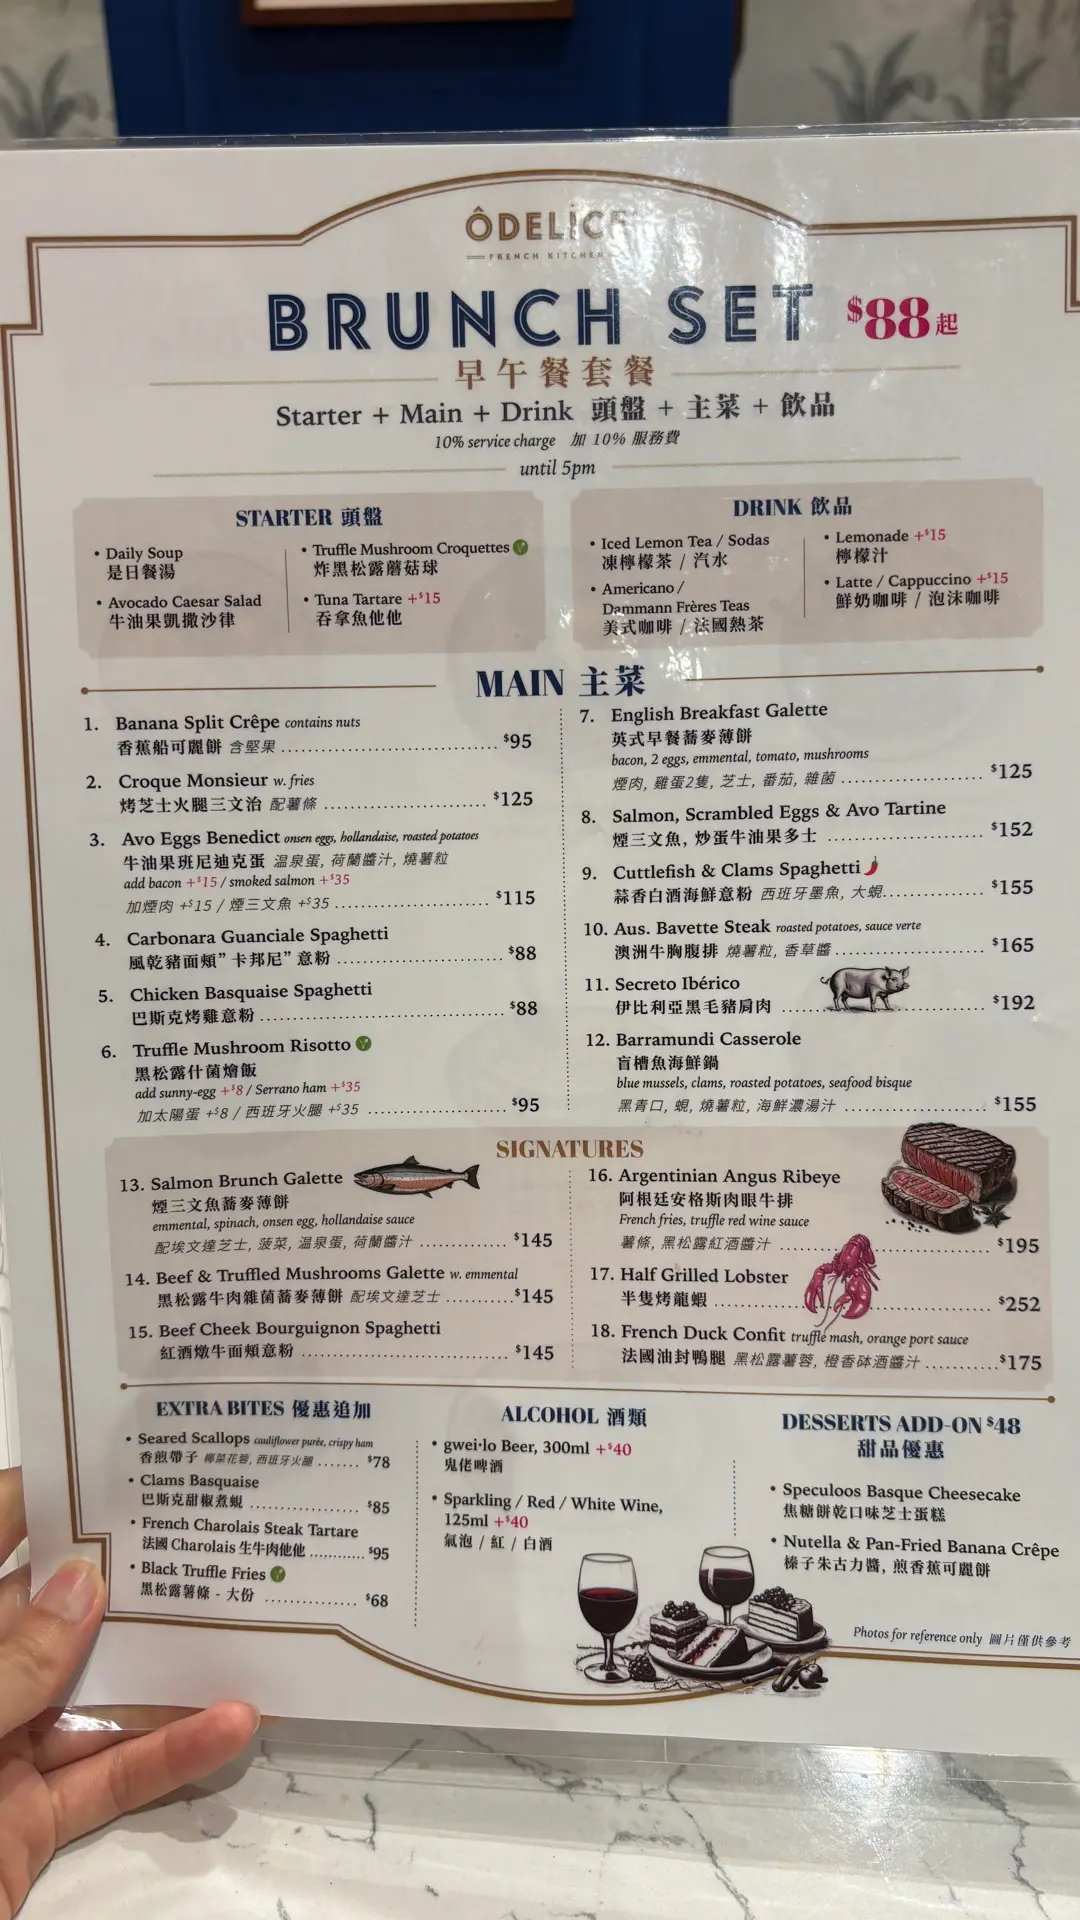 ÔDELICE
FRENCH KITCHEN
BRUNCH SET $88起
早午餐套餐
Starter + Main + Drink 頭盤 + 主菜 + 飲品
10% service charge 加 10% 服務費
until 5pm
STARTER 頭盤
• Daily Soup
是日餐湯
• Avocado Caesar Salad
牛油果凱撒沙律
• Truffle Mushroom Croquettes
炸黑松露蘑菇球
• Tuna Tartare +$15
吞拿魚他他
DRINK 飲品
• Iced Lemon Tea / Sodas
凍檸檬茶 / 汽水
• Americano /
Dammann Frères Teas
美式咖啡 / 法國熱茶
• Lemonade +$15
檸檬汁
• Latte / Cappuccino +$15
鮮奶咖啡 / 泡沫咖啡
MAIN 主菜
1. Banana Split Crêpe contains nuts
香蕉船可麗餅 含堅果 $95
2. Croque Monsieur w. fries
烤芝士火腿三文治 配薯條 $125
3. Avo Eggs Benedict onsen eggs, hollandaise, roasted potatoes
牛油果班尼迪克蛋 温泉蛋, 荷蘭醬汁, 燒薯粒
add bacon +$15 / smoked salmon +$35
加煙肉 +$15 / 煙三文魚 +$35 $115
4. Carbonara Guanciale Spaghetti
風乾豬面頰” 卡邦尼” 意粉 $88
5. Chicken Basquaise Spaghetti
巴斯克烤雞意粉 $88
6. Truffle Mushroom Risotto
黑松露什菌燴飯
add sunny-egg +$8 / Serrano ham +$35
加太陽蛋 +$8 / 西班牙火腿 +$35 $95
7. English Breakfast Galette
英式早餐蕎麥薄餅
bacon, 2 eggs, emmental, tomato, mushrooms
煙肉, 雞蛋2隻, 芝士, 番茄, 雜菌 $125
8. Salmon, Scrambled Eggs & Avo Tartine
煙三文魚, 炒蛋牛油果多士 $152
9. Cuttlefish & Clams Spaghetti
蒜香白酒海鮮意粉 西班牙墨魚, 大蜆 $155
10. Aus. Bavette Steak roasted potatoes, sauce verte
澳洲牛胸腹排 燒薯粒, 香草醬 $165
11. Secreto Ibérico
伊比利亞黑毛豬肩肉 $192
12. Barramundi Casserole
盲槽魚海鮮鍋
blue mussels, clams, roasted potatoes, seafood bisque
黑青口, 蜆, 燒薯粒, 海鮮濃湯汁 $155
SIGNATURES
13. Salmon Brunch Galette
煙三文魚蕎麥薄餅
emmental, spinach, onsen egg, hollandaise sauce
配埃文達芝士, 菠菜, 温泉蛋, 荷蘭醬汁 $145
14. Beef & Truffled Mushrooms Galette w. emmental
黑松露牛肉雜菌蕎麥薄餅 配埃文達芝士 $145
15. Beef Cheek Bourguignon Spaghetti
紅酒燉牛面頰意粉 $145
16. Argentinian Angus Ribeye
阿根廷安格斯肉眼牛排
French fries, truffle red wine sauce
薯條, 黑松露紅酒醬汁 $195
17. Half Grilled Lobster
半隻烤龍蝦 $252
18. French Duck Confit truffle mash, orange port sauce
法國油封鴨腿 黑松露薯蓉, 橙香砵酒醬汁 $175
EXTRA BITES 優惠追加
• Seared Scallops cauliflower purée, crispy ham
香煎帶子 椰菜花蓉, 西班牙火腿 $78
• Clams Basquaise
巴斯克甜椒煮蜆 $85
• French Charolais Steak Tartare
法國 Charolais 生牛肉他他 $95
• Black Truffle Fries
黑松露薯條 - 大份 $68
ALCOHOL 酒類
• gwei·lo Beer, 300ml +$40
鬼佬啤酒
• Sparkling / Red / White Wine,
125ml +$40
氣泡 / 紅 / 白酒
DESSERTS ADD-ON $48
甜品優惠
• Speculoos Basque Cheesecake
焦糖餅乾口味芝士蛋糕
• Nutella & Pan-Fried Banana Crêpe
榛子朱古力醬, 煎香蕉可麗餅
Photos for reference only 圖片僅供參考